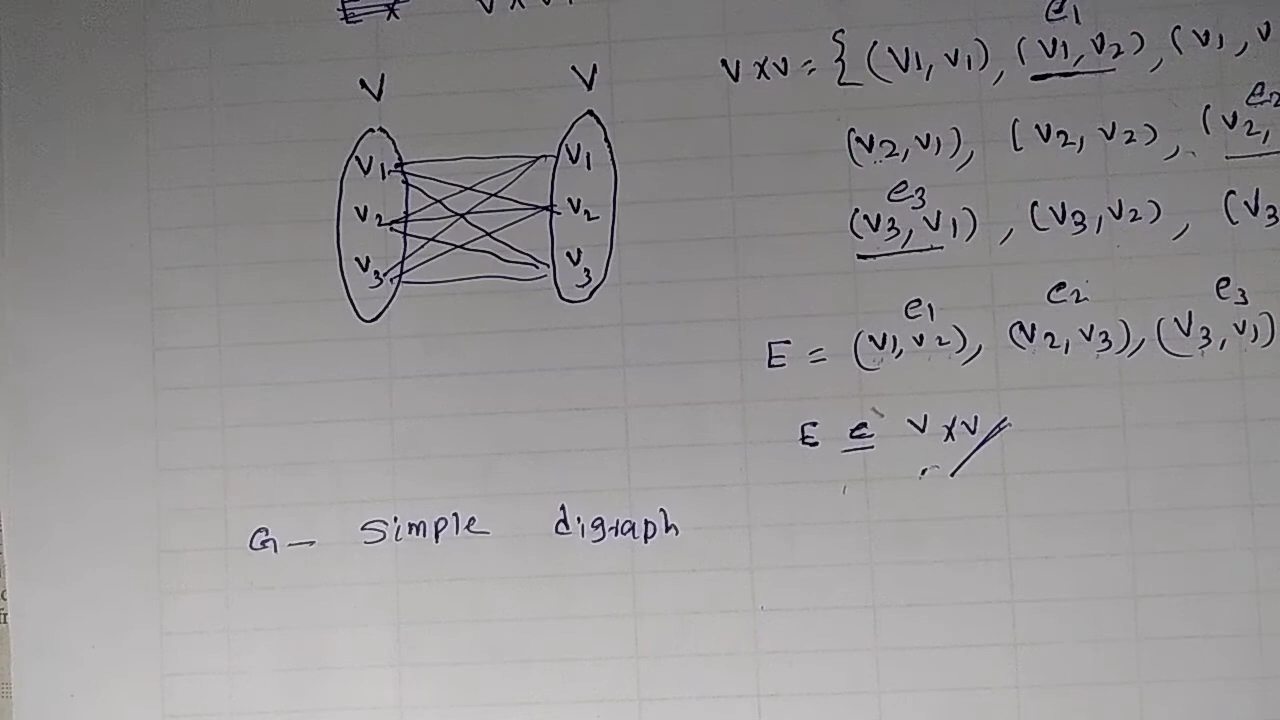 V V
V1 V1
V2 V2
V3 V3
e1
V×V = {(V1, V1), (V1, V2), (V1, V
e2
(V2, V1), (V2, V2), (V2,
e3
(V3, V1), (V3, V2), (V3
e1 e2 e3
E = (V1, V2), (V2, V3), (V3, V1)
E ⊆ V×V
G- Simple digraph